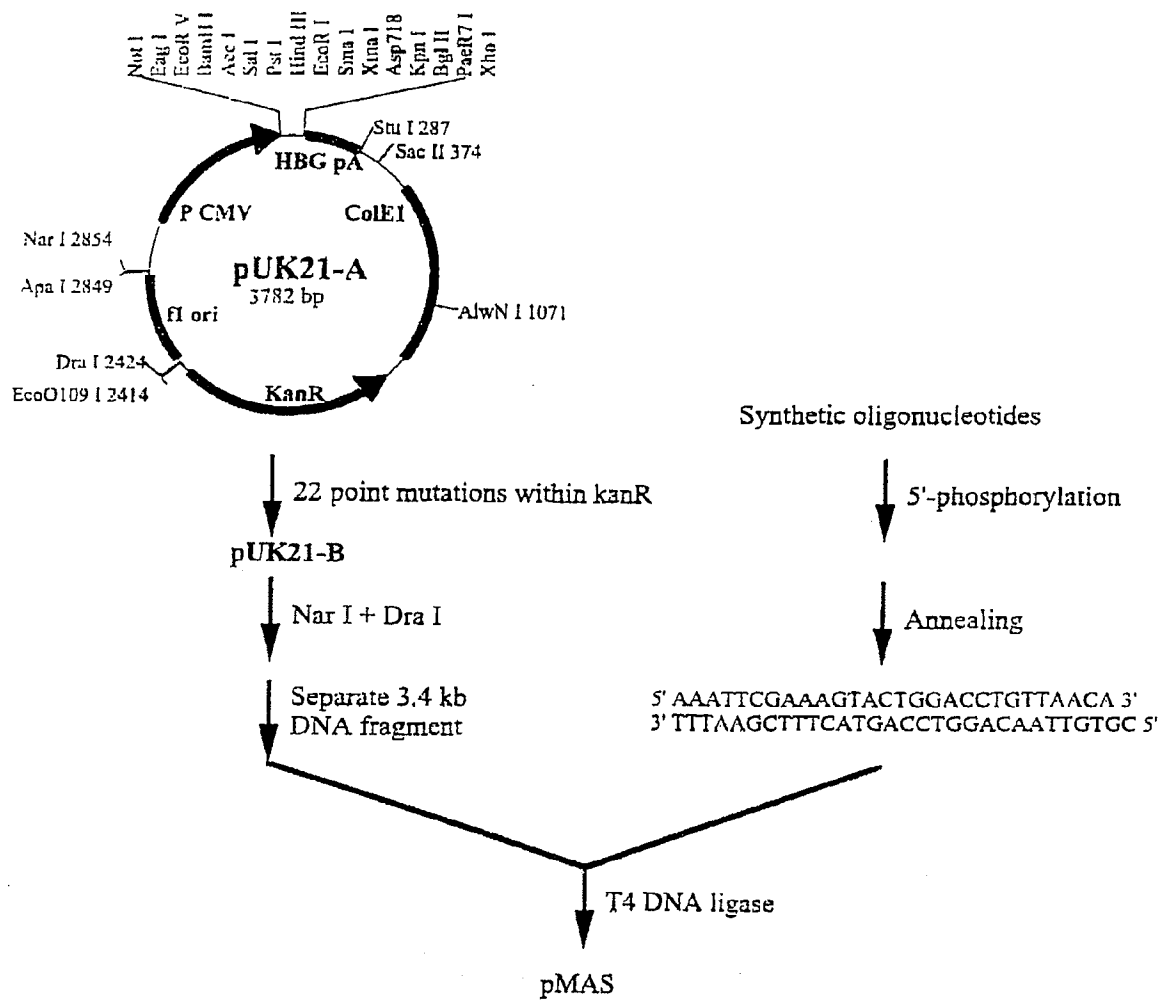 Not I
Eag I
EcoR V
BamH I
Acc I
Sal I
Pst I
Hind III
EcoR I
Sma I
Xma I
Asp718
Kpn I
Bgl II
PaeR7 I
Xho I
Stu I 287
Sac II 374
HBG pA
P CMV
ColE1
Nar I 2854
Apa I 2849
pUK21-A
3782 bp
f1 ori
AlwN I 1071
Dra I 2424
EcoO109 I 2414
KanR
Synthetic oligonucleotides
22 point mutations within kanR
5'-phosphorylation
pUK21-B
Nar I + Dra I
Annealing
Separate 3.4 kb
DNA fragment
5' AAATTCGAAAGTACTGGACCTGTTAACA 3'
3' TTTAAGCTTTCATGACCTGGACAATTGTGC 5'
T4 DNA ligase
pMAS